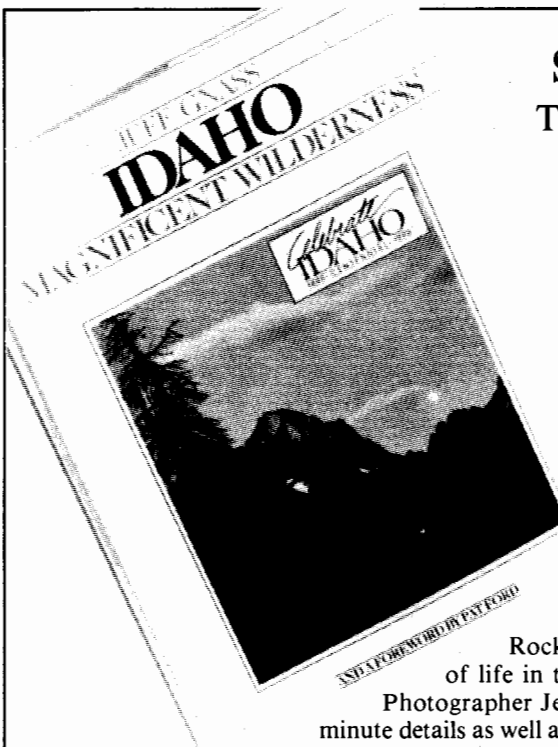 JEFF GNASS
IDAHO
MAGNIFICENT WILDERNESS
Celebrate
IDAHO
CENTENNIAL
AND A FOREWORD BY PAT FORD
S
T
Rock
of life in t
Photographer Je
minute details as well a